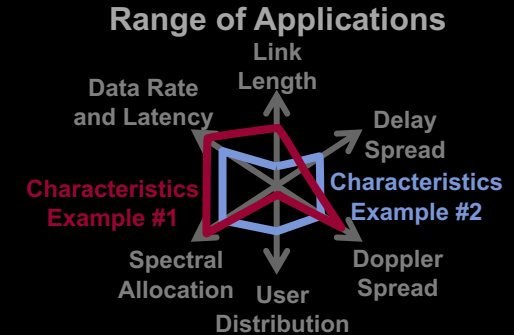 Range of Applications
Link
Length
Data Rate
and Latency
Delay
Spread
Characteristics
Example #1
Characteristics
Example #2
Spectral
Allocation
User
Distribution
Doppler
Spread